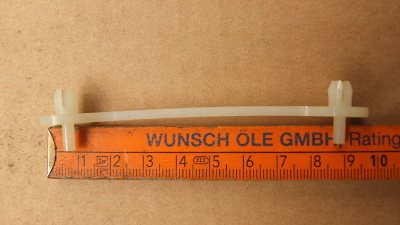 WUNSCH ÖLE GMBH, Rating
1 2 3 4 5 6 7 8 9 10